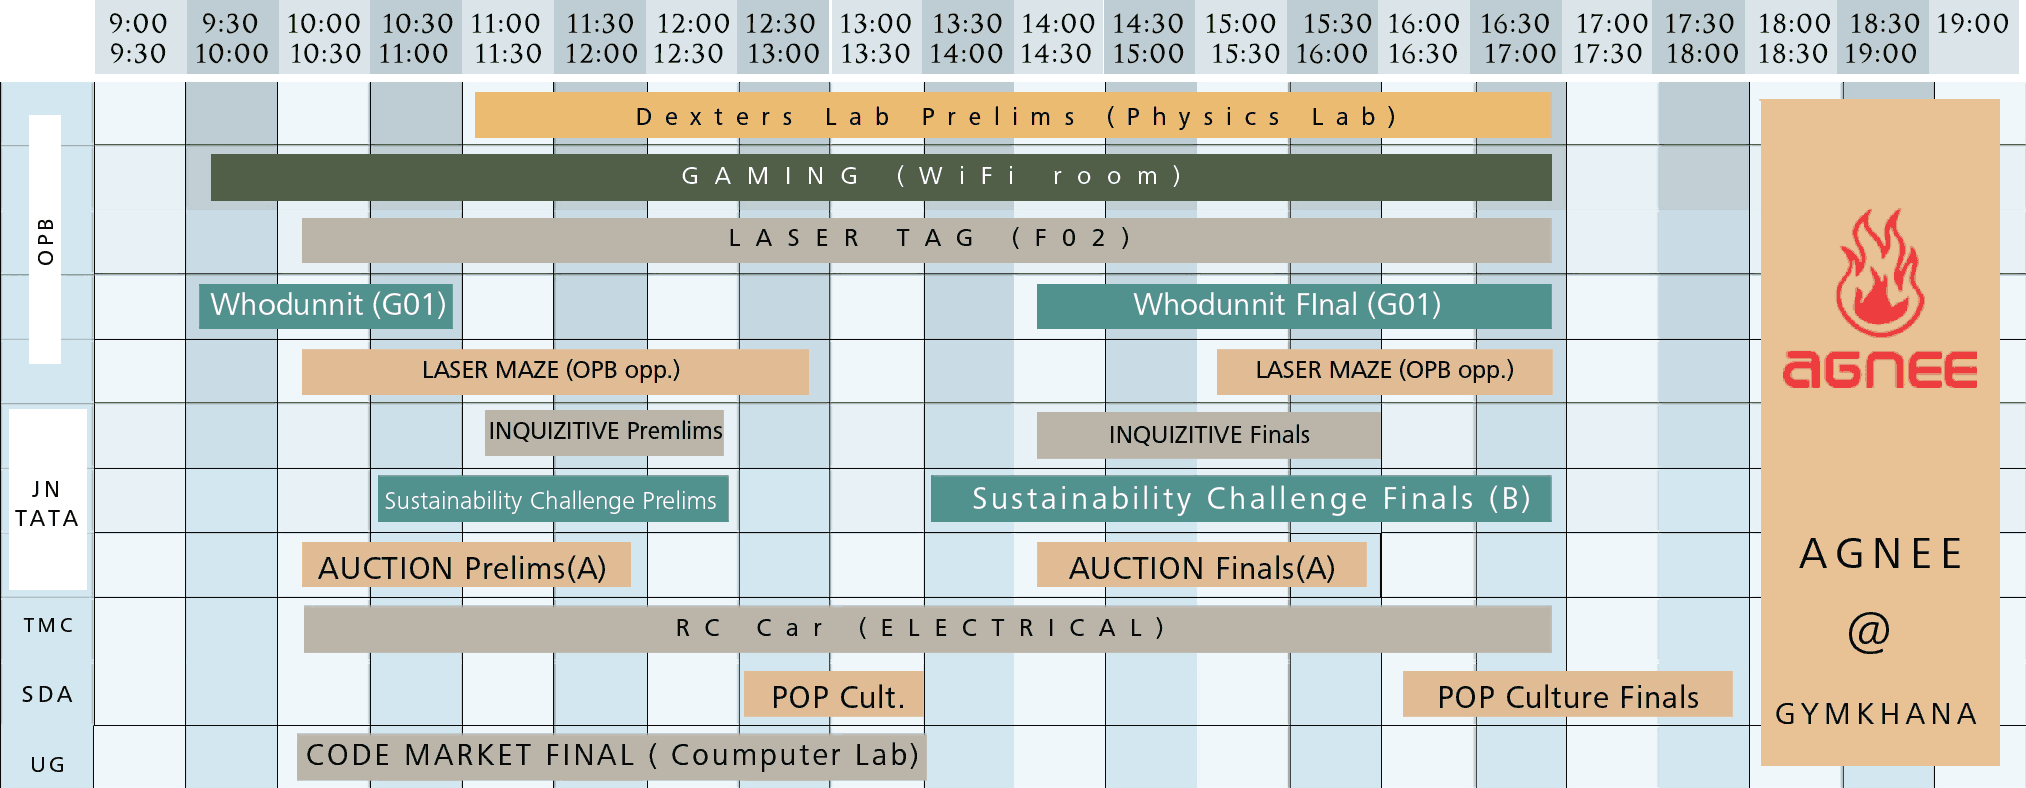 9:00 9:30 10:00 10:30 11:00 11:30 12:00 12:30 13:00 13:30 14:00 14:30 15:00 15:30 16:00 16:30 17:00 17:30 18:00 18:30 19:00
9:30 10:00 10:30 11:00 11:30 12:00 12:30 13:00 13:30 14:00 14:30 15:00 15:30 16:00 16:30 17:00 17:30 18:00 18:30 19:00
OPB
Dexters Lab Prelims (Physics Lab)
GAMING (WiFi room)
LASER TAG (F02)
Whodunnit (G01) Whodunnit FInal (G01)
LASER MAZE (OPB opp.) LASER MAZE (OPB opp.)
JN
TATA
INQUIZITIVE Premlims INQUIZITIVE Finals
Sustainability Challenge Prelims Sustainability Challenge Finals (B)
AUCTION Prelims(A) AUCTION Finals(A)
TMC RC Car (ELECTRICAL)
SDA POP Cult. POP Culture Finals
UG CODE MARKET FINAL ( Coumputer Lab)
AGNEE
AGNEE
@
GYMKHANA